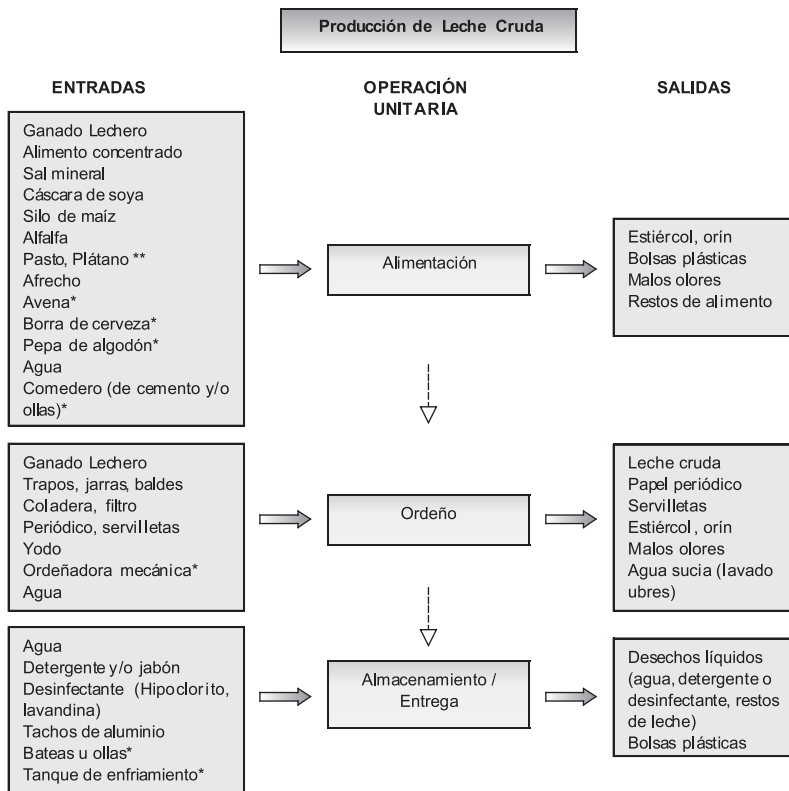 Producción de Leche Cruda
ENTRADAS
OPERACIÓN
UNITARIA
SALIDAS
Ganado Lechero
Alimento concentrado
Sal mineral
Cáscara de soya
Silo de maíz
Alfalfa
Pasto, Plátano **
Afrecho
Avena*
Borra de cerveza*
Pepa de algodón*
Agua
Comedero (de cemento y/o
ollas)*
Alimentación
Estiércol, orín
Bolsas plásticas
Malos olores
Restos de alimento
Ganado Lechero
Trapos, jarras, baldes
Coladera, filtro
Periódico, servilletas
Yodo
Ordeñadora mecánica*
Agua
Ordeño
Leche cruda
Papel periódico
Servilletas
Estiércol, orín
Malos olores
Agua sucia (lavado
ubres)
Agua
Detergente y/o jabón
Desinfectante (Hipoclorito,
lavandina)
Tachos de aluminio
Bateas u ollas*
Tanque de enfriamiento*
Almacenamiento /
Entrega
Desechos líquidos
(agua, detergente o
desinfectante, restos
de leche)
Bolsas plásticas